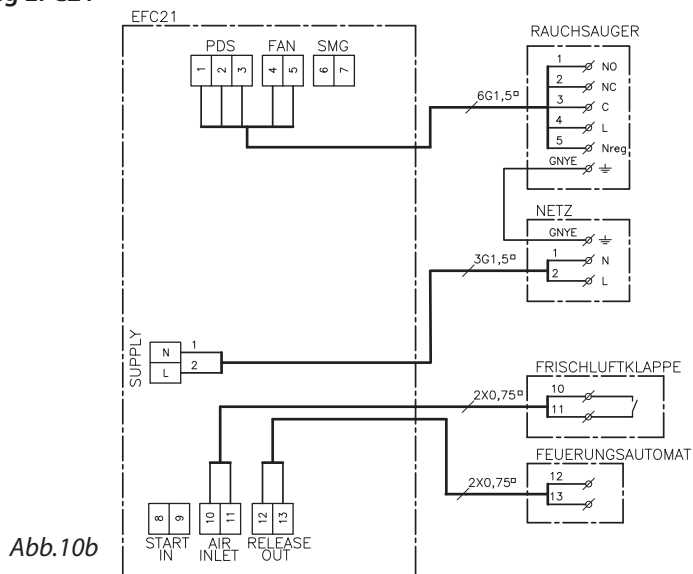 EFC21
PDS FAN SMG
1 2 3 4 5 6 7
6G1,5¤
RAUCHSAUGER
1 NO
2 NC
3 C
4 L
5 Nreg
GNYE
NETZ
GNYE
1 N
2 L
3G1,5¤
SUPPLY
N 1
L 2
FRISCHLUFTKLAPPE
10
11
2X0,75¤
FEUERUNGSAUTOMAT
12
13
2X0,75¤
8 9 10 11 12 13
START IN
AIR INLET
RELEASE OUT
Abb.10b